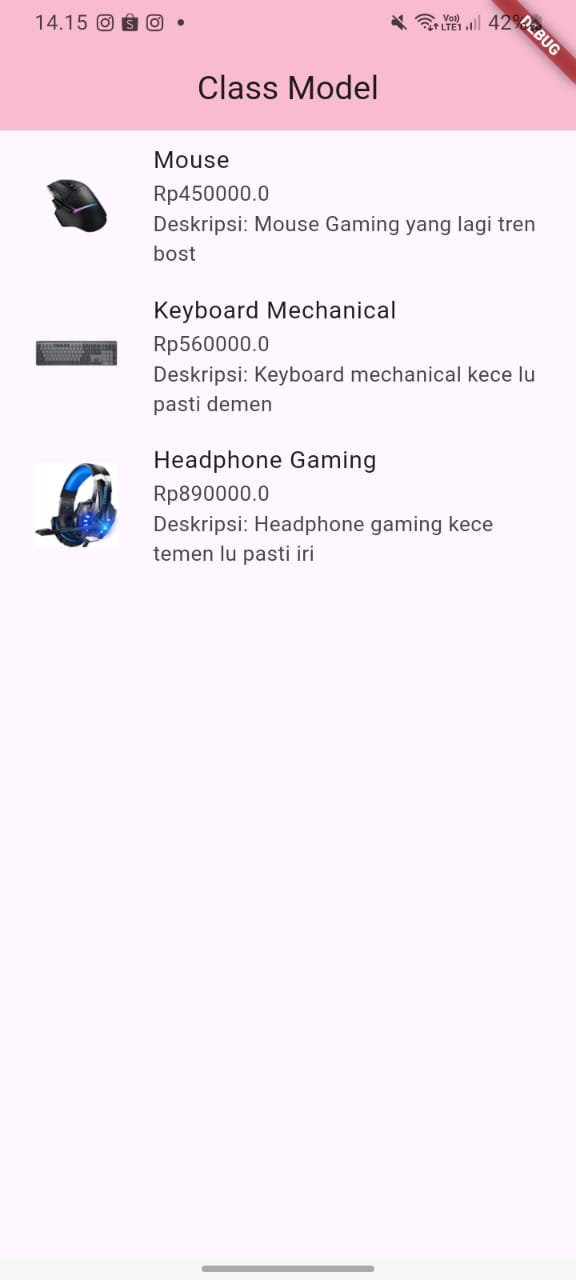 14.15
Vo))
LTE1
42%
DEBUG
Class Model
Mouse
Rp450000.0
Deskripsi: Mouse Gaming yang lagi tren
bost
Keyboard Mechanical
Rp560000.0
Deskripsi: Keyboard mechanical kece lu
pasti demen
Headphone Gaming
Rp890000.0
Deskripsi: Headphone gaming kece
temen lu pasti iri